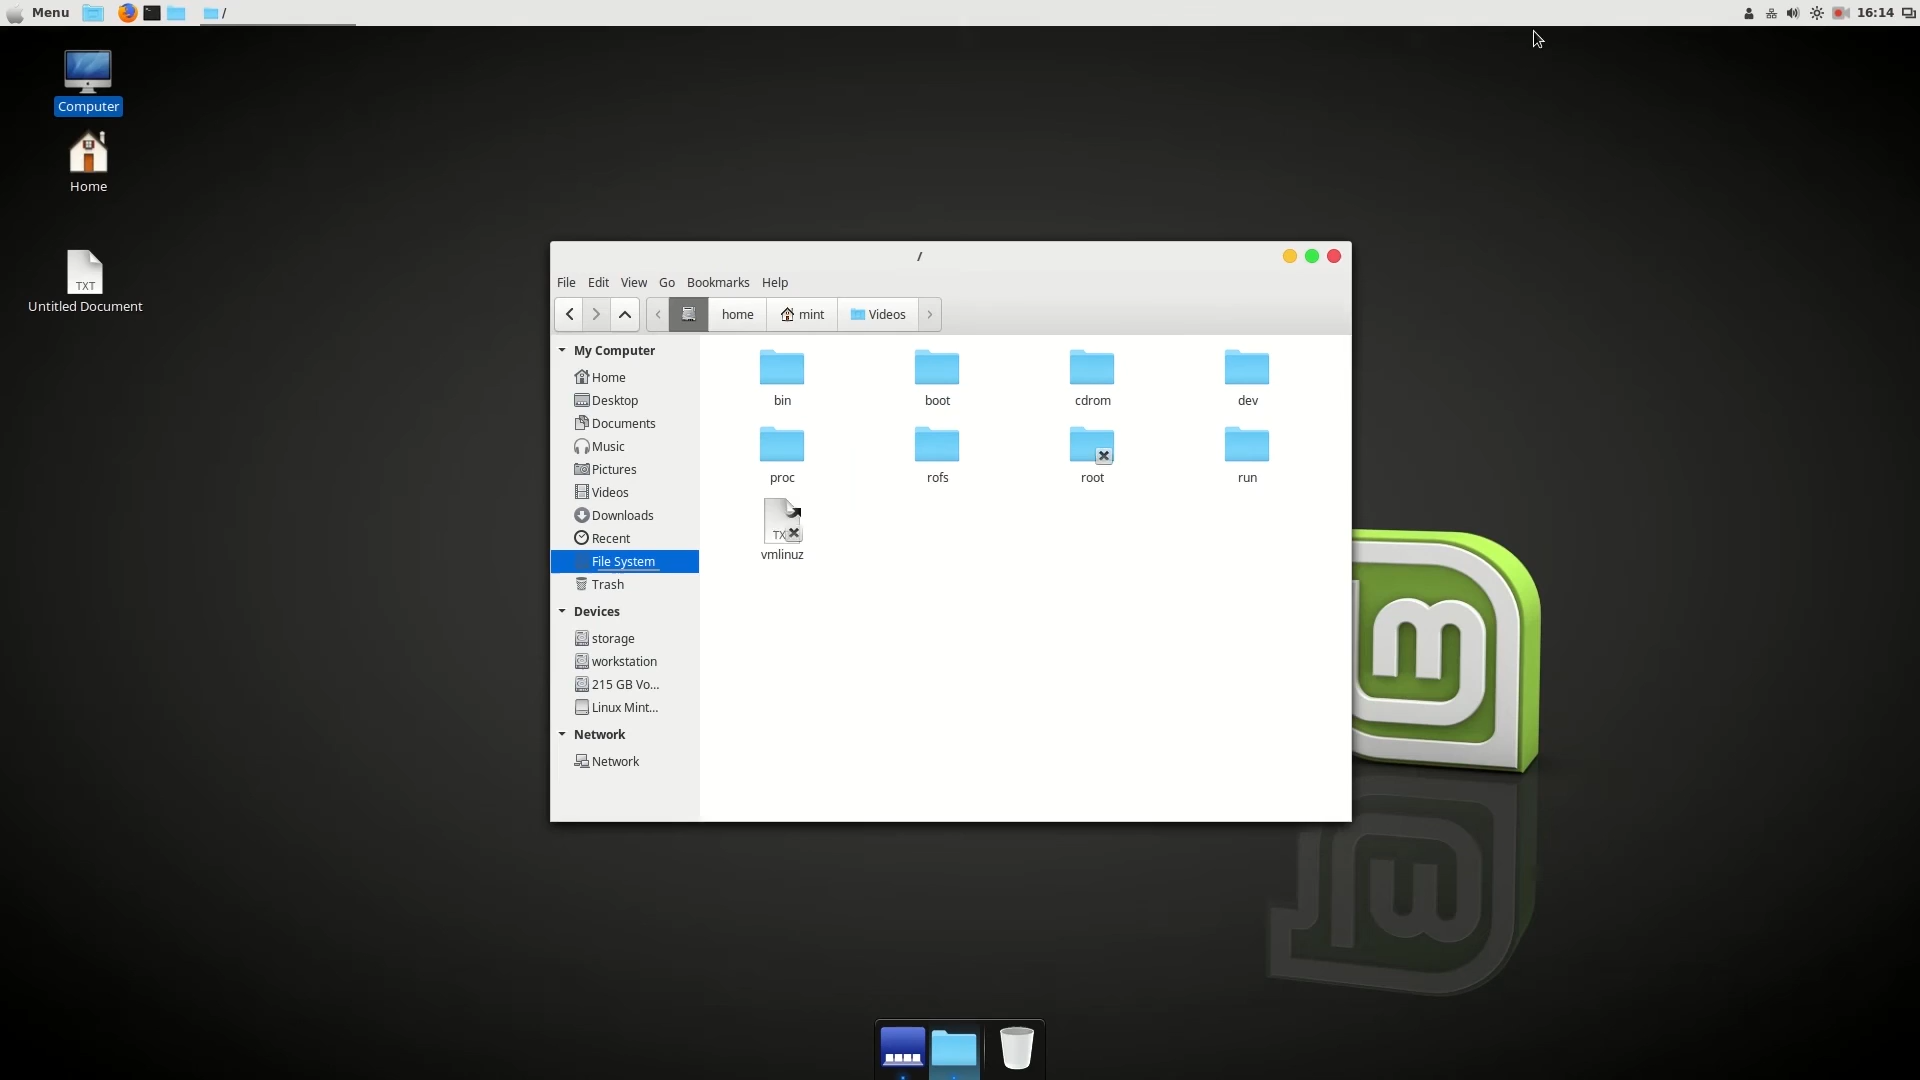 Menu
/
16:14
Computer
Home
TXT
Untitled Document
/
File Edit View Go Bookmarks Help
home mint Videos
My Computer
Home
Desktop
Documents
Music
Pictures
Videos
Downloads
Recent
File System
Trash
Devices
storage
workstation
215 GB Vo...
Linux Mint...
Network
Network
bin boot cdrom dev
proc rofs root run
TX
vmlinuz